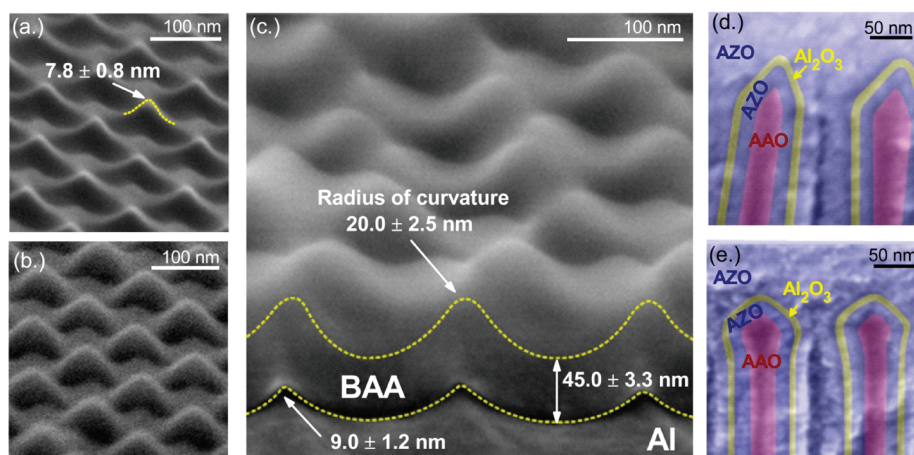 (a.)
100 nm
7.8 ± 0.8 nm
(b.)
100 nm
(c.)
100 nm
Radius of curvature
20.0 ± 2.5 nm
BAA
45.0 ± 3.3 nm
9.0 ± 1.2 nm
Al
(d.)
50 nm
AZO
Al2O3
AZO
AAO
(e.)
50 nm
AZO
Al2O3
AZO
AAO